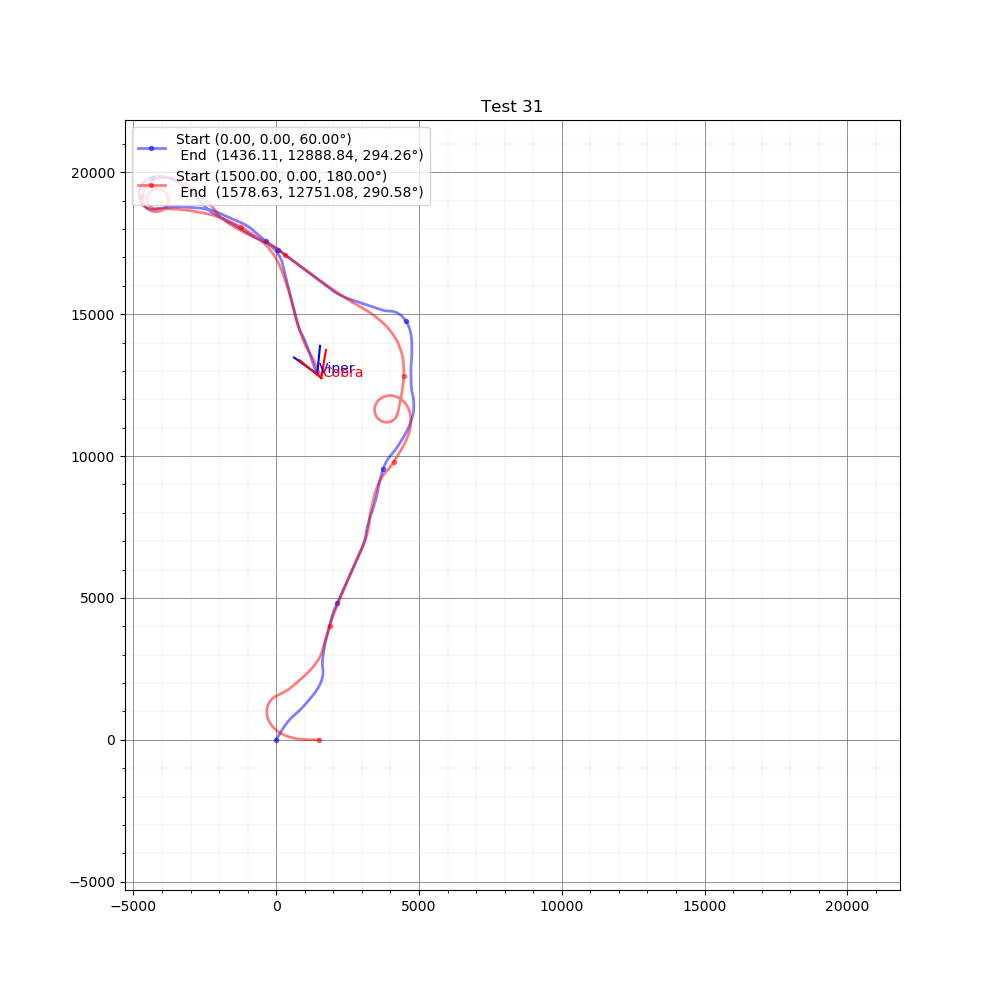 Test 31
Start (0.00, 0.00, 60.00°)
End (1436.11, 12888.84, 294.26°)
Start (1500.00, 0.00, 180.00°)
End (1578.63, 12751.08, 290.58°)
20000
15000
Viper
Cobra
10000
5000
0
−5000
−5000 0 5000 10000 15000 20000